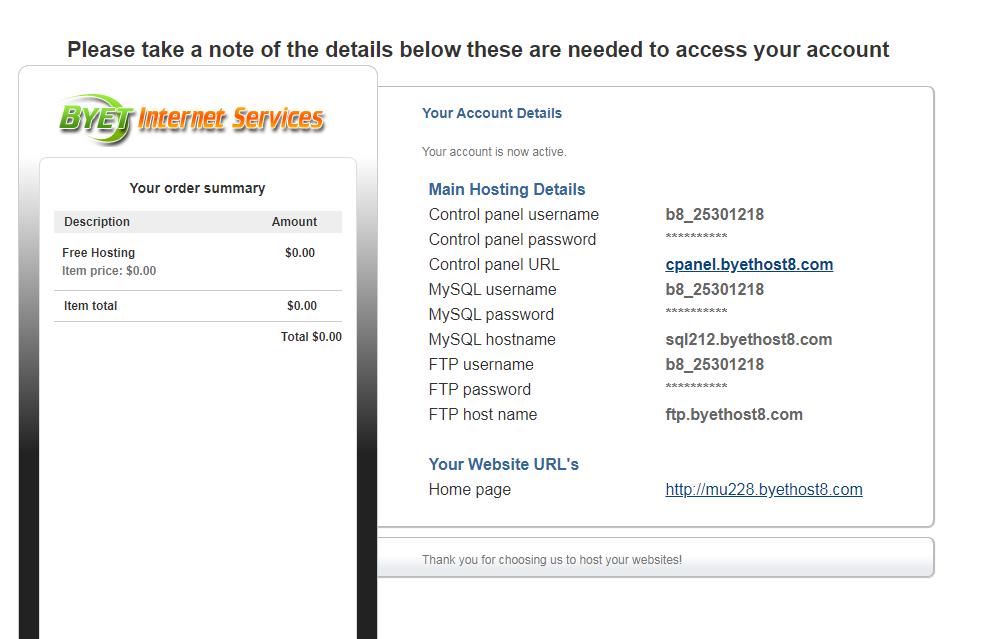 Please take a note of the details below these are needed to access your account
BYET Internet Services
Your order summary
Description Amount
Free Hosting $0.00
Item price: $0.00
Item total $0.00
Total $0.00
Your Account Details
Your account is now active.
Main Hosting Details
Control panel username b8_25301218
Control panel password **********
Control panel URL cpanel.byethost8.com
MySQL username b8_25301218
MySQL password **********
MySQL hostname sql212.byethost8.com
FTP username b8_25301218
FTP password **********
FTP host name ftp.byethost8.com
Your Website URL's
Home page http://mu228.byethost8.com
Thank you for choosing us to host your websites!